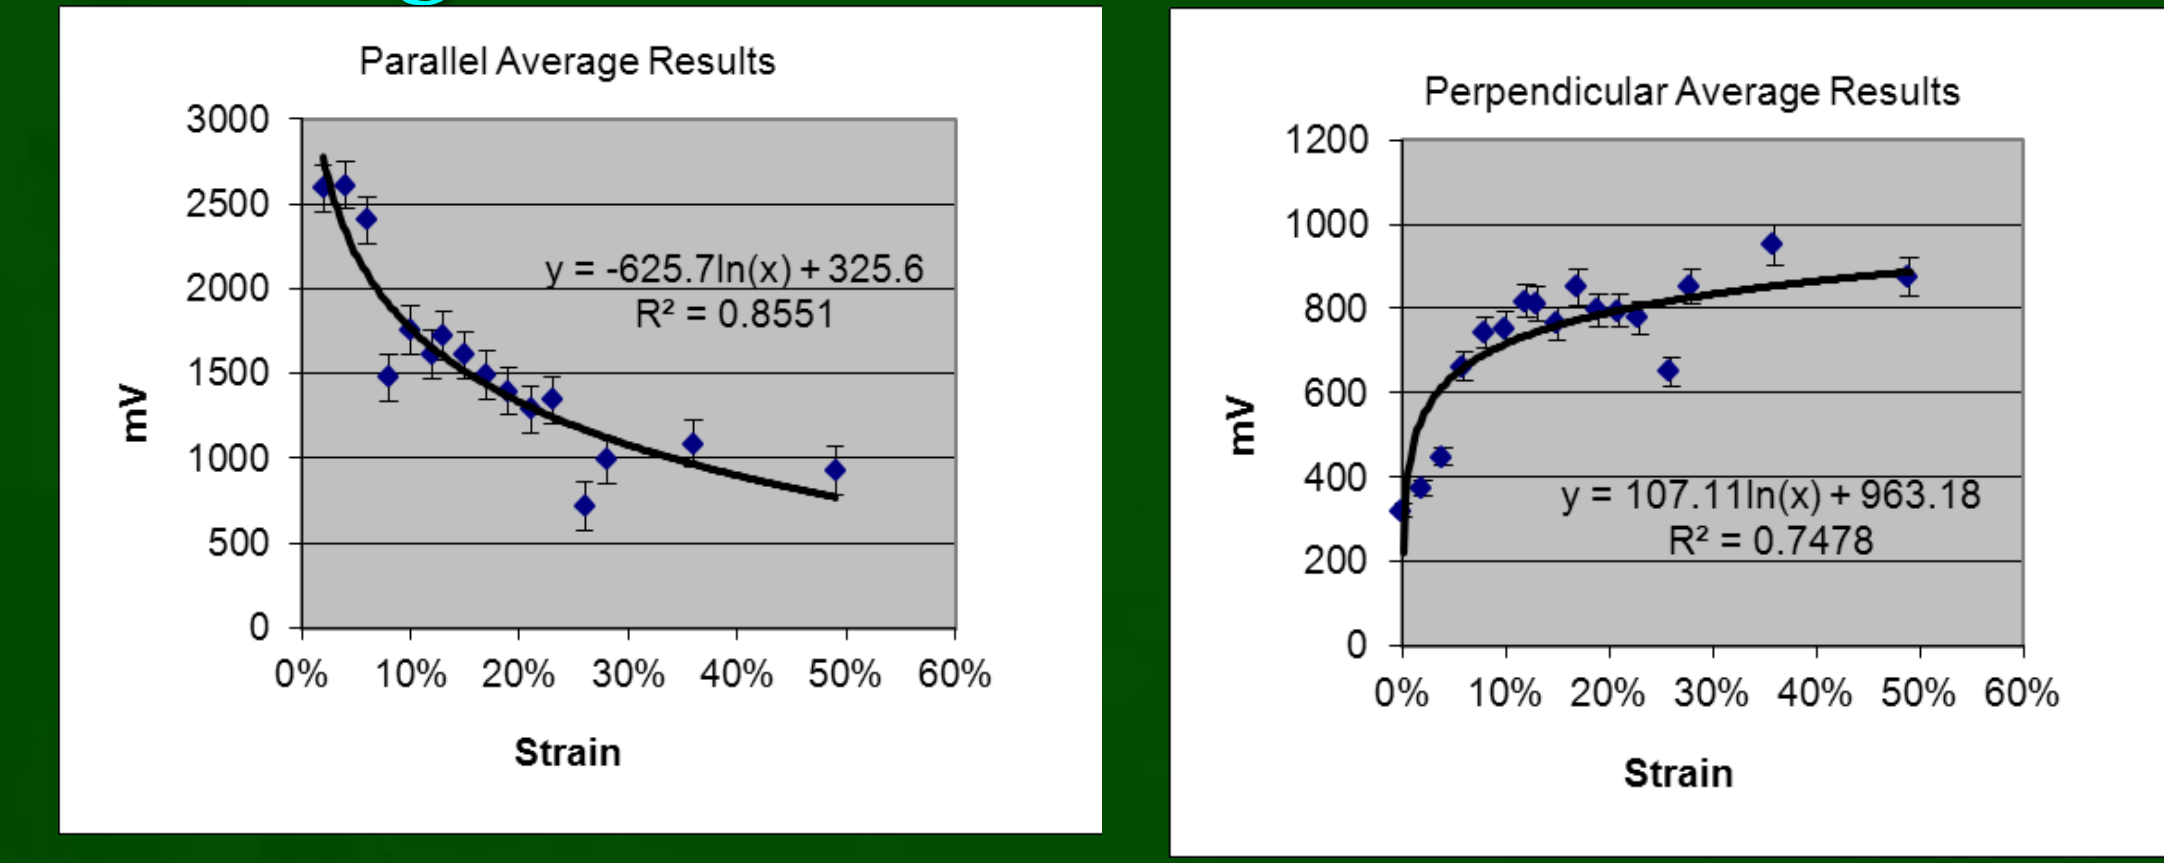 Parallel Average Results
3000
2500
2000
1500
1000
500
0
mV
y = -625.7ln(x) + 325.6
R² = 0.8551
0% 10% 20% 30% 40% 50% 60%
Strain
Perpendicular Average Results
1200
1000
800
600
400
200
0
mV
y = 107.11ln(x) + 963.18
R² = 0.7478
0% 10% 20% 30% 40% 50% 60%
Strain